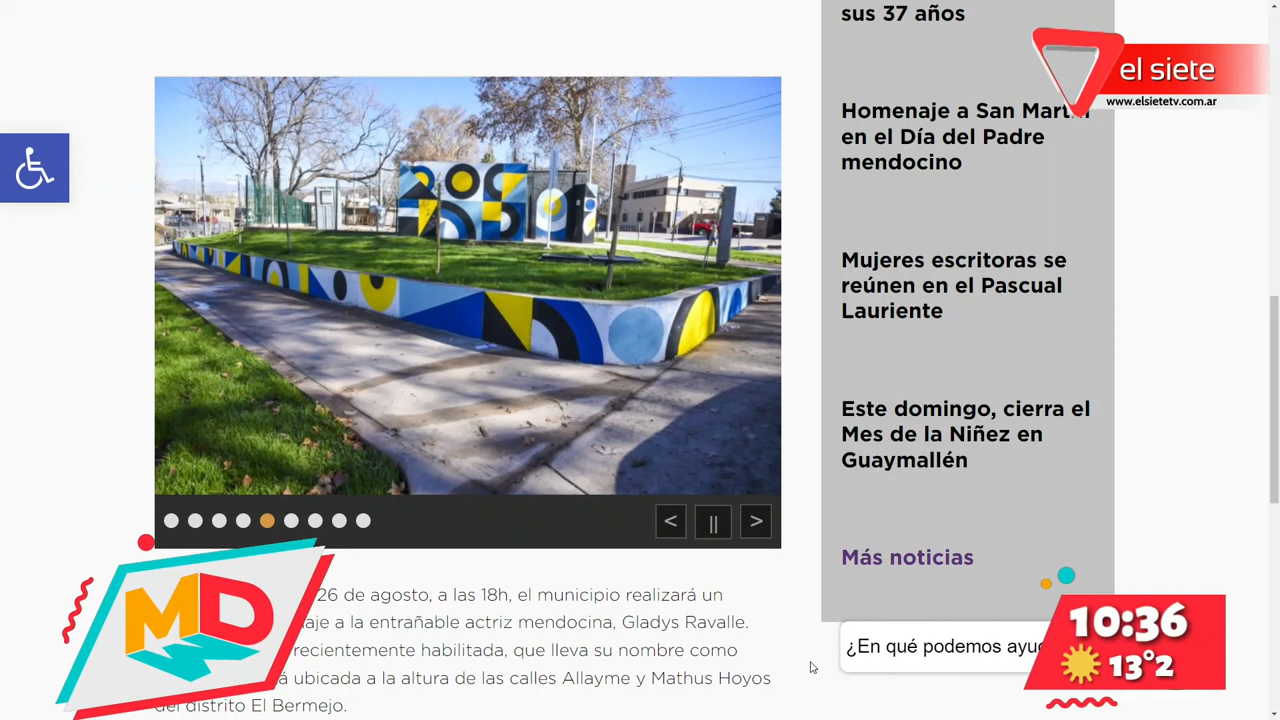 sus 37 años
el siete
www.elsietetv.com.ar
Homenaje a San
en el Día del Padre
mendocino
Mujeres escritoras se
reúnen en el Pascual
Lauriente
Este domingo, cierra el
Mes de la Niñez en
Guaymallén
Más noticias
< || >
26 de agosto, a las 18h, el municipio realizará un
a la entrañable actriz mendocina, Gladys Ravalle.
recientemente habilitada, que lleva su nombre como
ubicada a la altura de las calles Allayme y Mathus Hoyos
del distrito El Bermejo.
MD
¿En qué podemos
10:36
13°2